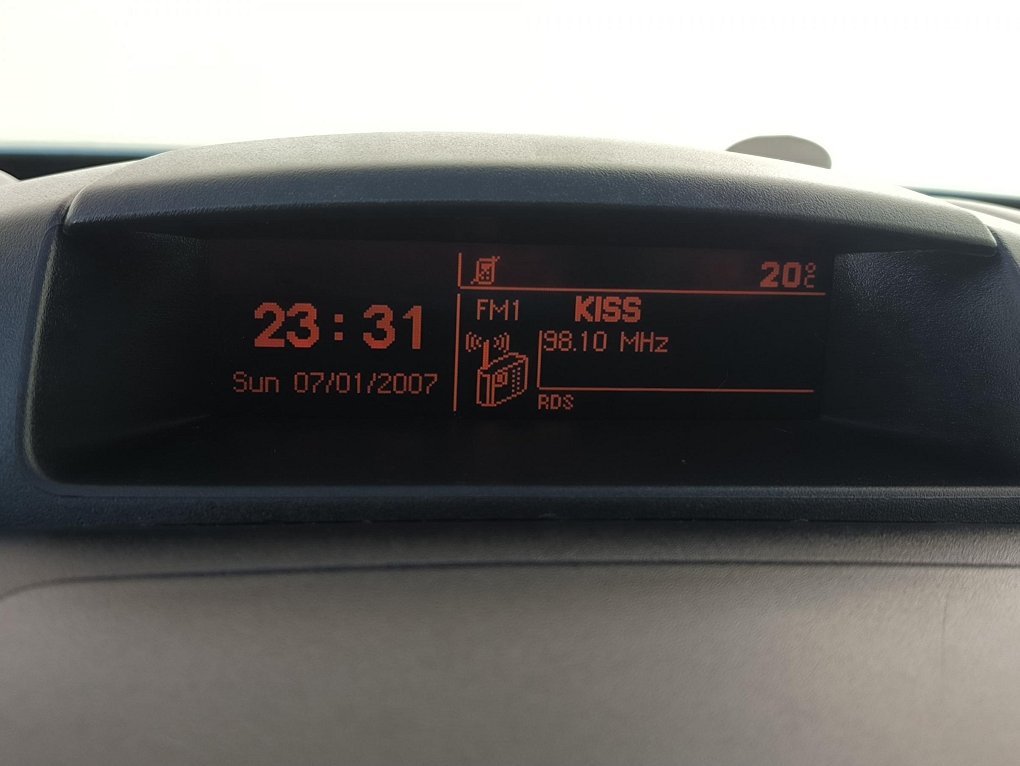 23:31
Sun 07/01/2007
20°C
FM1 KISS
98.10 MHz
RDS